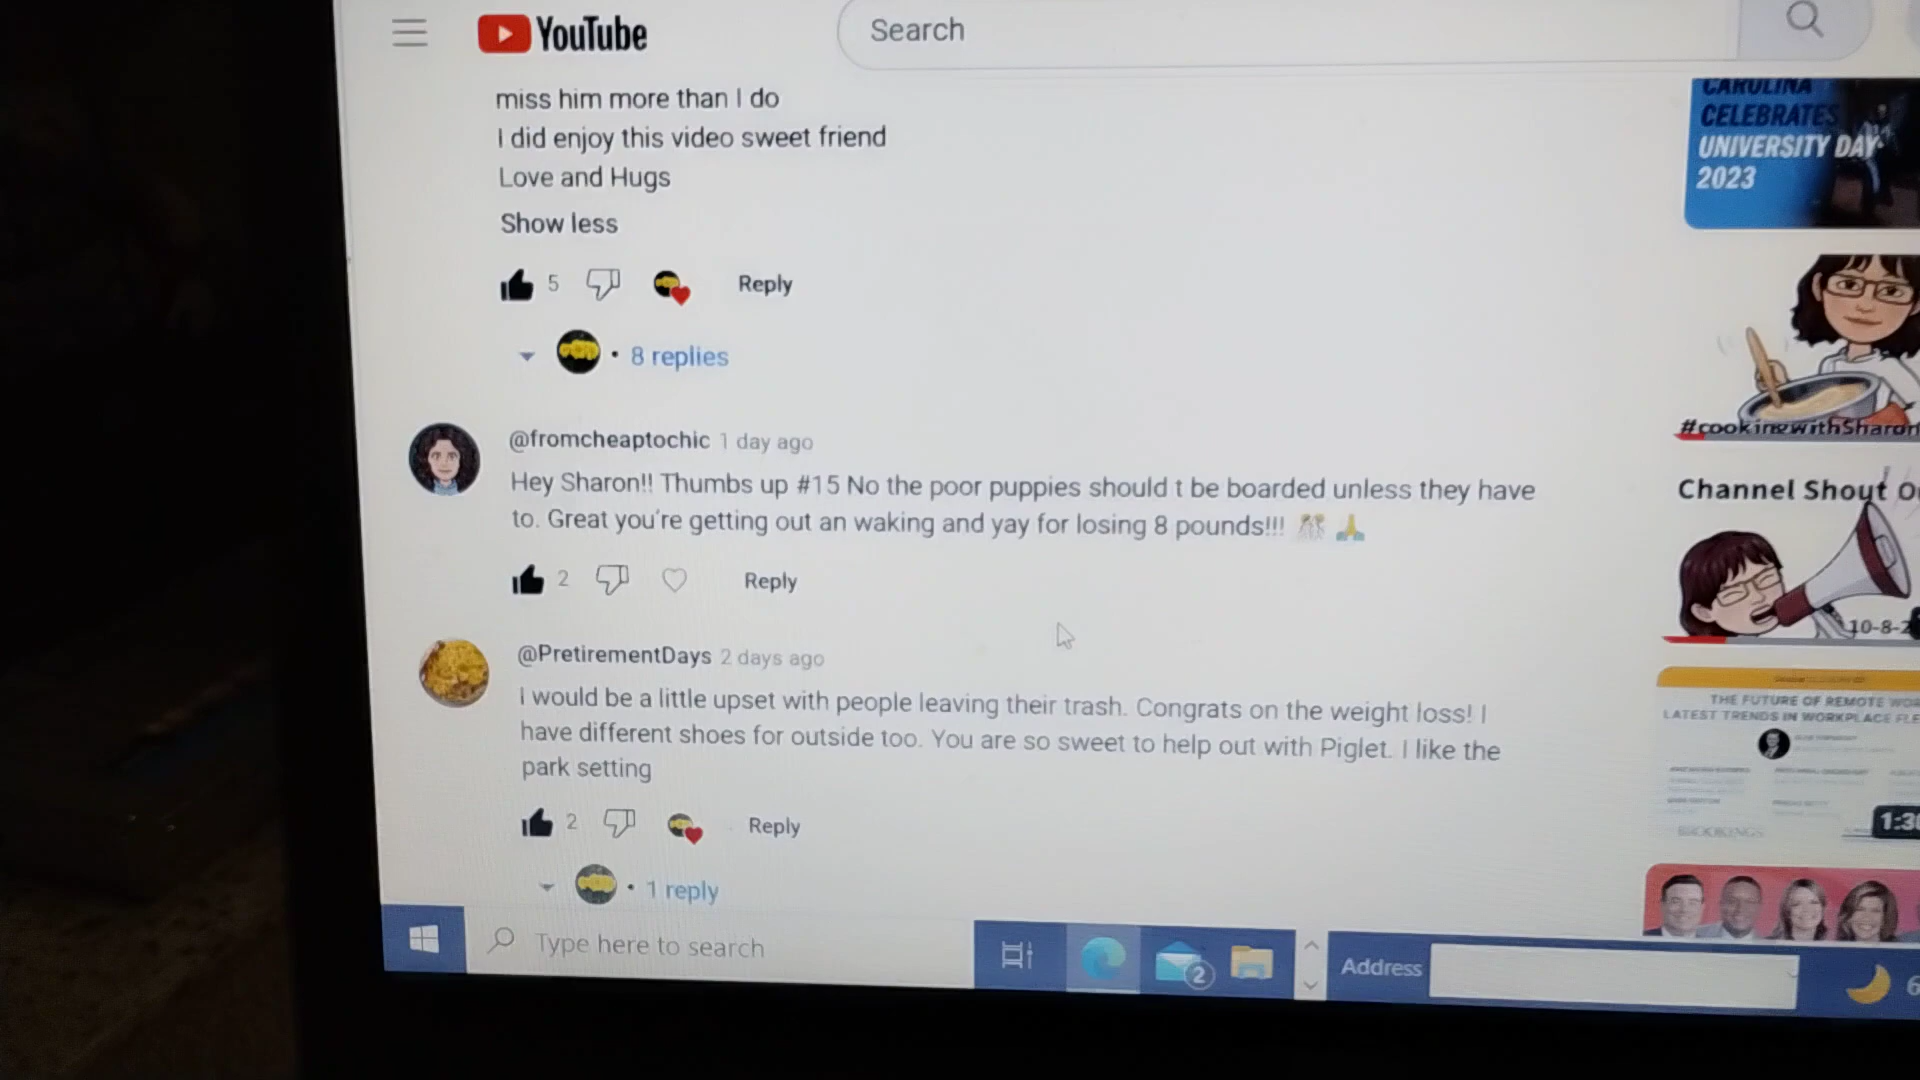 YouTube
Search
miss him more than I do
I did enjoy this video sweet friend
Love and Hugs
Show less
5
Reply
• 8 replies
@fromcheaptochic 1 day ago
Hey Sharon!! Thumbs up #15 No the poor puppies should t be boarded unless they have
to. Great you're getting out an waking and yay for losing 8 pounds!!!
2
Reply
@PretirementDays 2 days ago
I would be a little upset with people leaving their trash. Congrats on the weight loss! I
have different shoes for outside too. You are so sweet to help out with Piglet. I like the
park setting
2
Reply
• 1 reply
CAROLINA
CELEBRATES
UNIVERSITY DAY
2023
#cookingwithSharon
Channel Shout
10-8-2
THE FUTURE OF REMOTE
LATEST TRENDS IN WORKPLACE
BROOKINGS
1:3
Type here to search
2
Address
6